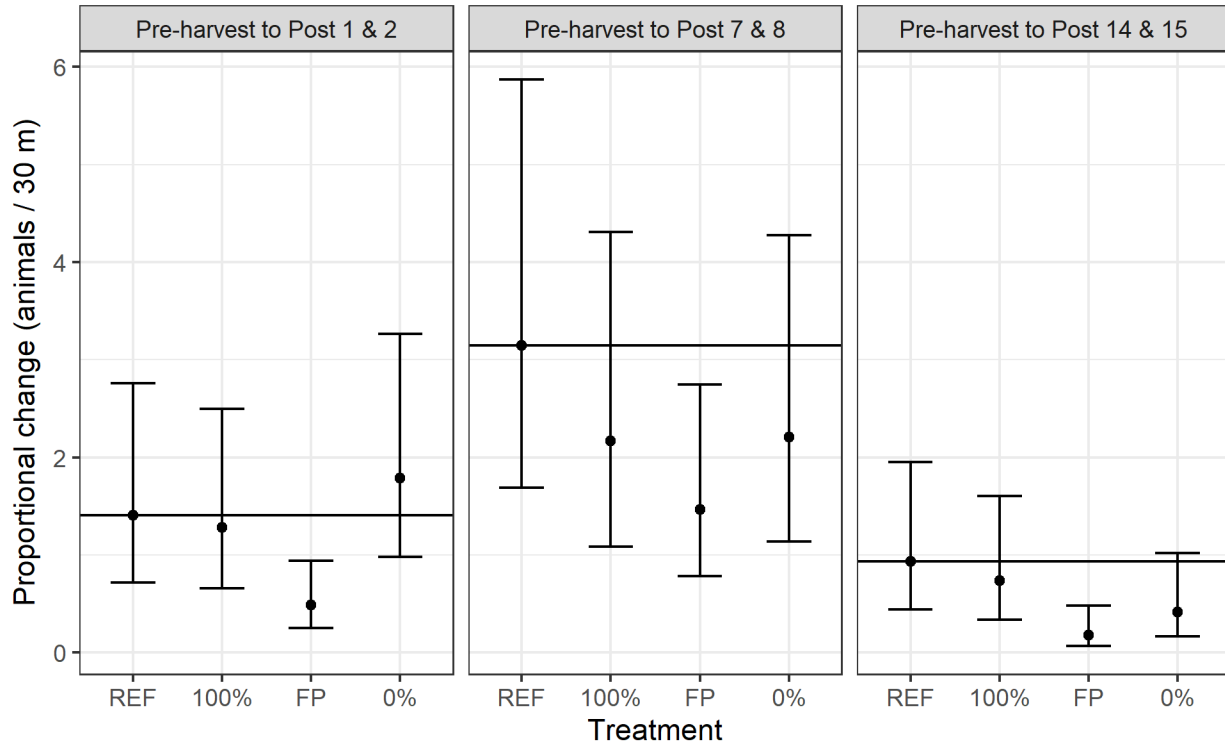 Pre-harvest to Post 1 & 2
Pre-harvest to Post 7 & 8
Pre-harvest to Post 14 & 15
Proportional change (animals / 30 m)
6
4
2
0
REF 100% FP 0%
REF 100% FP 0%
REF 100% FP 0%
Treatment